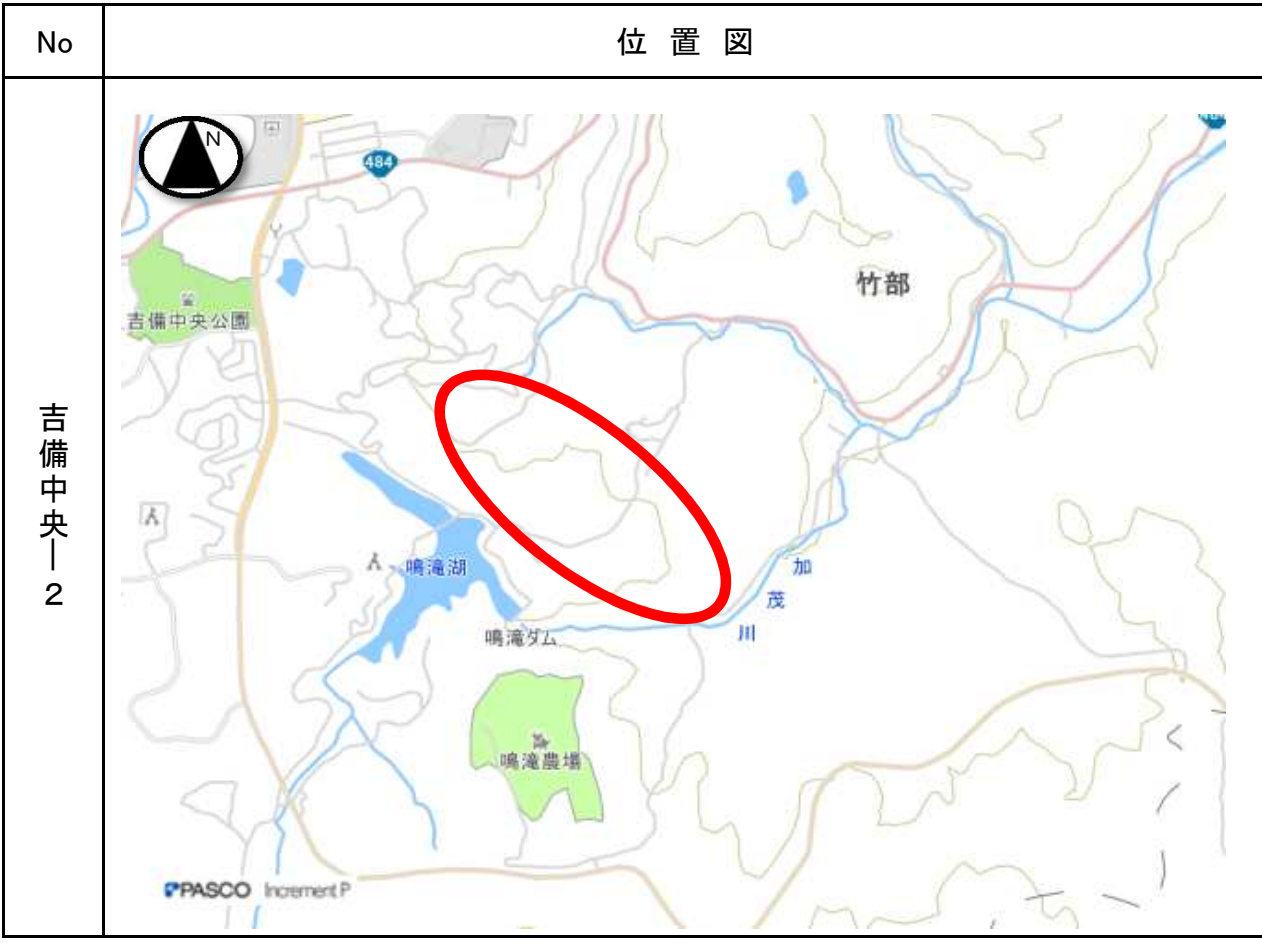 No
位 置 図
N
484
竹部
吉備中央公園
吉備中央ー2
鳴滝湖
加茂川
鳴滝ダム
鳴滝農場
PASCO Increment P